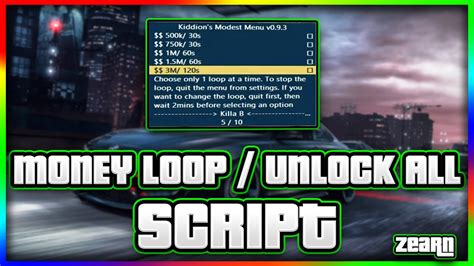 Kiddion's Modest Menu v0.9.3
$$ 500k/ 30s
$$ 750k/ 30s
$$ 1M/ 60s
$$ 1.5M/ 60s
$$ 3M/ 120s
Choose only 1 loop at a time. To stop
the loop, quit the menu from settings. If you
want to change the loop, quit first, then
wait 2mins before selecting an option
--------------> Killa B <--------------
5 / 10
MONEY LOOP / UNLOCK ALL
SCRIPT
ZEARN